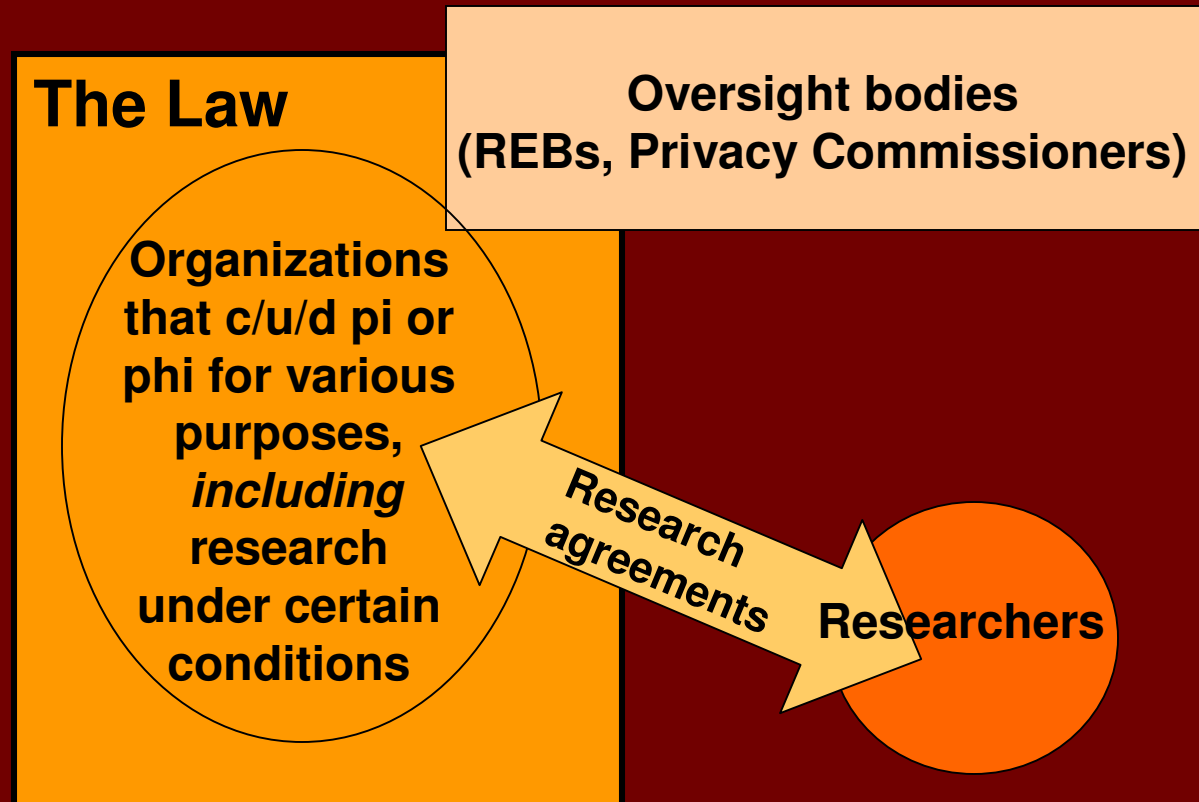 The Law
Oversight bodies
(REBs, Privacy Commissioners)
Organizations
that c/u/d pi or
phi for various
purposes,
including
research
under certain
conditions
Research
agreements
Researchers